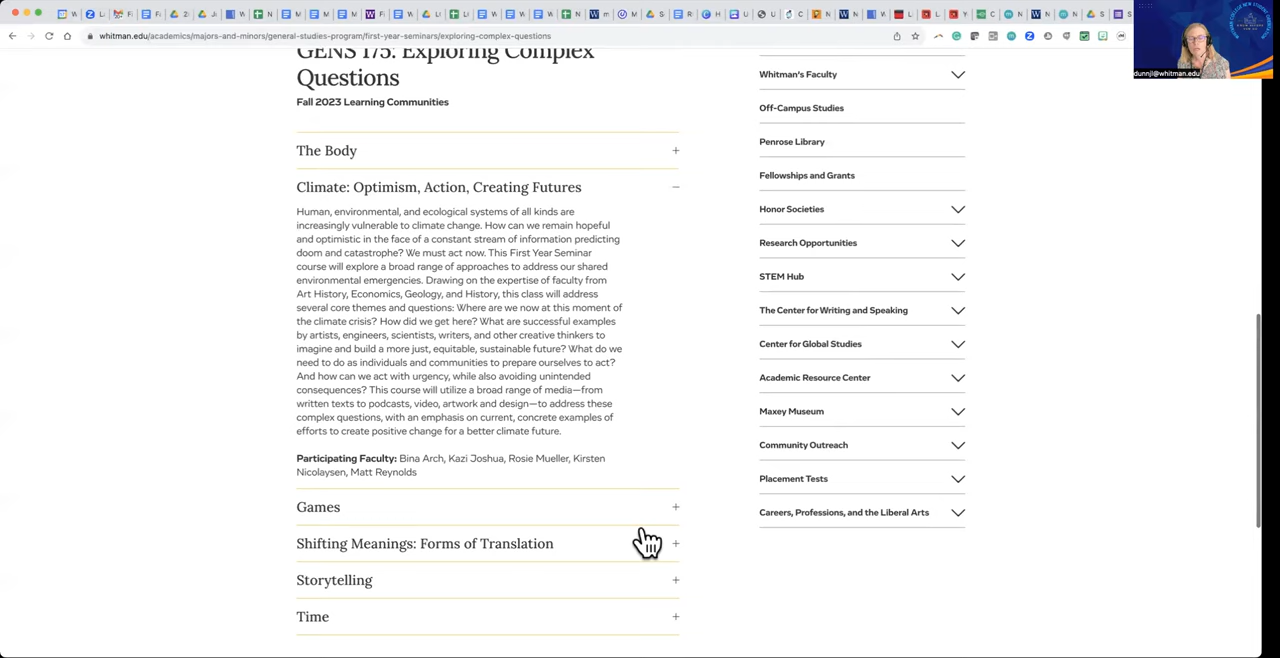 whitman.edu/academics/majors-and-minors/general-studies-program/first-year-seminars/exploring-complex-questions
dunnjl@whitman.edu
GENS 175: Exploring Complex
Questions
Fall 2023 Learning Communities
The Body
Climate: Optimism, Action, Creating Futures
Human, environmental, and ecological systems of all kinds are
increasingly vulnerable to climate change. How can we remain hopeful
and optimistic in the face of a constant stream of information predicting
doom and catastrophe? We must act now. This First Year Seminar
course will explore a broad range of approaches to address our shared
environmental emergencies. Drawing on the expertise of faculty from
Art History, Economics, Geology, and History, this class will address
several core themes and questions: Where are we now at this moment of
the climate crisis? How did we get here? What are successful examples
by artists, engineers, scientists, writers, and other creative thinkers to
imagine and build a more just, equitable, sustainable future? What do we
need to do as individuals and communities to prepare ourselves to act?
And how can we act with urgency, while also avoiding unintended
consequences? This course will utilize a broad range of media—from
written texts to podcasts, video, artwork and design—to address these
complex questions, with an emphasis on current, concrete examples of
efforts to create positive change for a better climate future.
Participating Faculty: Bina Arch, Kazi Joshua, Rosie Mueller, Kirsten
Nicolaysen, Matt Reynolds
Games
Shifting Meanings: Forms of Translation
Storytelling
Time
Whitman's Faculty
Off-Campus Studies
Penrose Library
Fellowships and Grants
Honor Societies
Research Opportunities
STEM Hub
The Center for Writing and Speaking
Center for Global Studies
Academic Resource Center
Maxey Museum
Community Outreach
Placement Tests
Careers, Professions, and the Liberal Arts